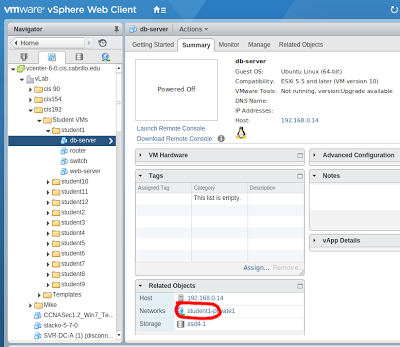 vmware® vSphere Web Client
Navigator
Home
vcenter-6-0.cis.cabrillo.edu
vLab
cis 90
cis154
cis192
Student VMs
student1
db-server
router
switch
web-server
student10
student11
student12
student2
student3
student4
student5
student6
student7
student8
student9
Templates
Mike
CCNASec1.2_Win7_Te...
slacko-5-7-0
SVR-DC-A (1) (disconn...
db-server
Actions
Getting Started
Summary
Monitor
Manage
Related Objects
Powered Off
Launch Remote Console
Download Remote Console
db-server
Guest OS: Ubuntu Linux (64-bit)
Compatibility: ESXi 5.5 and later (VM version 10)
VMware Tools: Not running, version:Upgrade available
DNS Name:
IP Addresses:
Host: 192.168.0.14
VM Hardware
Tags
Assigned Tag Category Description
This list is empty.
Assign... Remove...
Related Objects
Host 192.168.0.14
Networks student1-private1
Storage ssd4-1
Advanced Configuration
Notes
vApp Details